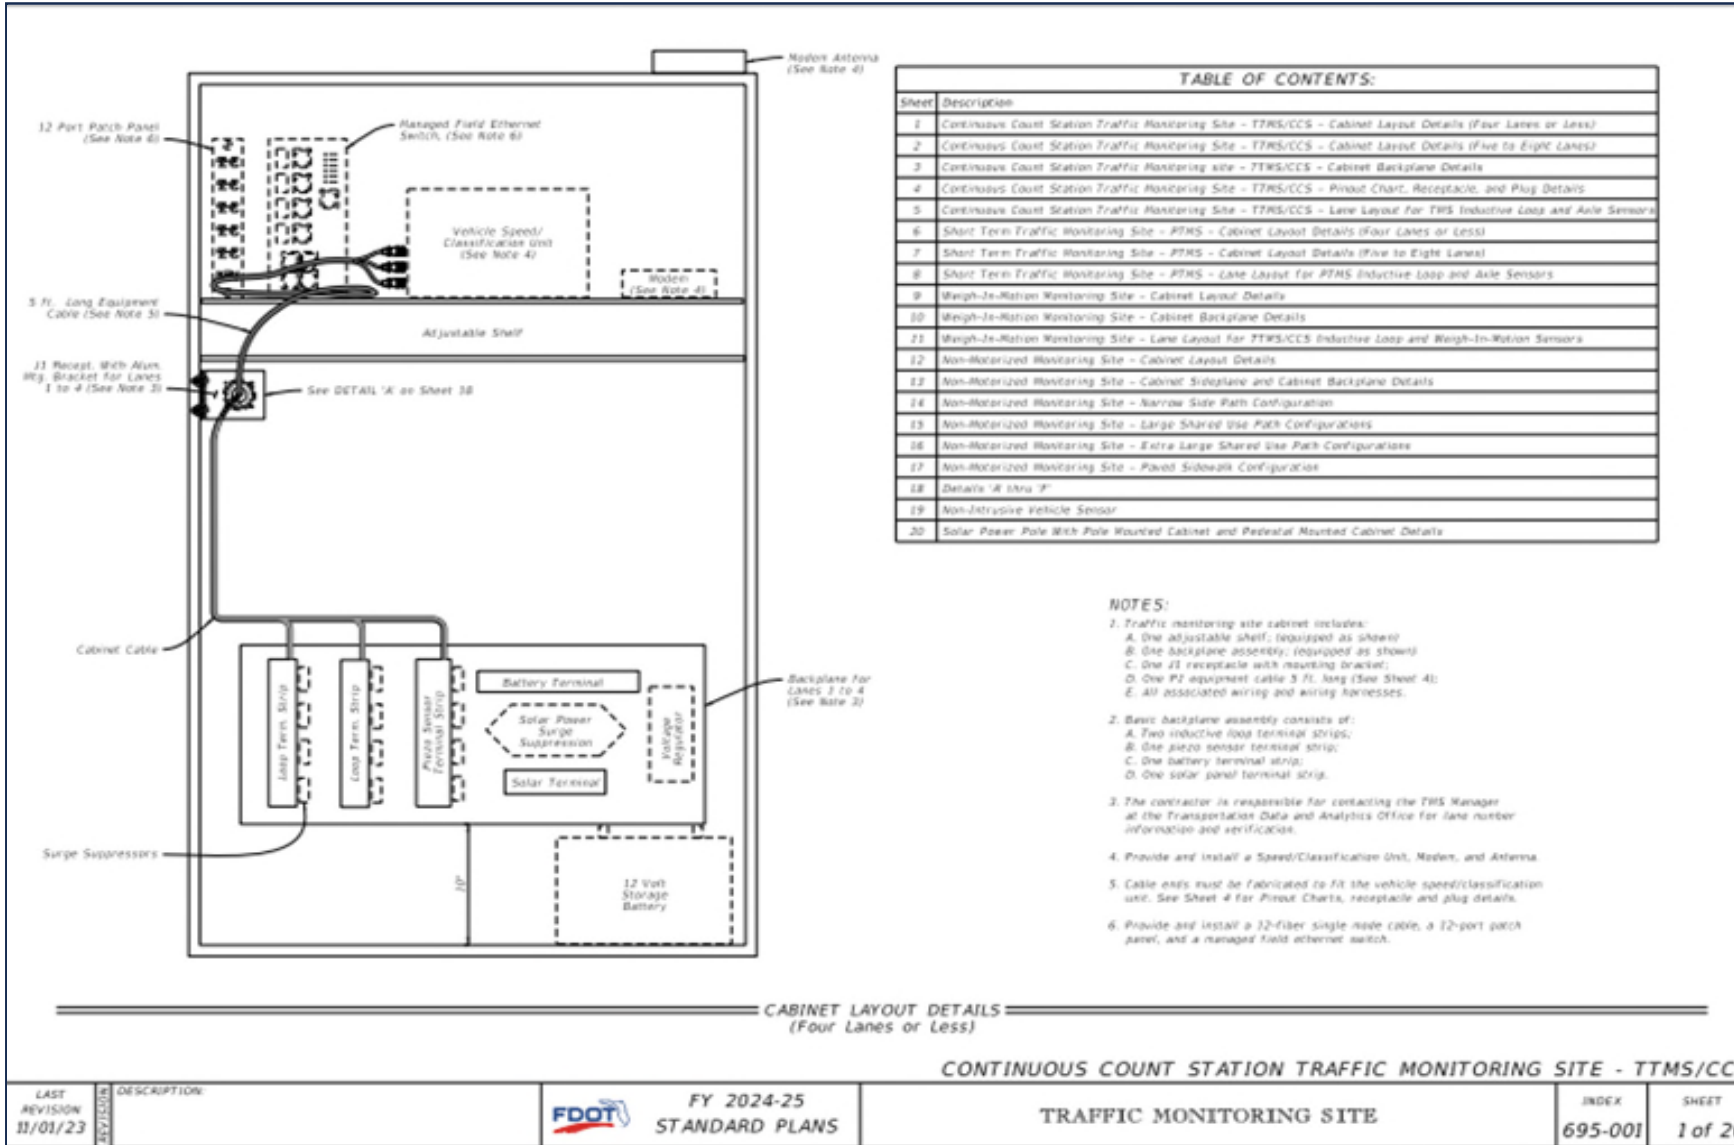 Modem Antenna
(See Note 4)
12 Port Patch Panel
(See Note 6)
Managed Field Ethernet
Switch, (See Note 6)
Vehicle Speed/
Classification Unit
(See Note 4)
Modem
(See Note 4)
5 ft. Long Equipment
Cable (See Note 5)
Adjustable Shelf
J1 Recept. With Alum.
Mtg. Bracket for Lanes
1 to 4 (See Note 3)
See DETAIL 'A' on Sheet 18
Cabinet Cable
Loop Term. Strip
Loop Term. Strip
Piezo Sensor
Terminal Strip
Battery Terminal
Solar Power
Surge
Suppression
Solar Terminal
Voltage
Regulator
Backplane For
Lanes 1 to 4
(See Note 3)
Surge Suppressors
12 Volt
Storage
Battery
TABLE OF CONTENTS:
Sheet Description
1 Continuous Count Station Traffic Monitoring Site - TTMS/CCS - Cabinet Layout Details (Four Lanes or Less)
2 Continuous Count Station Traffic Monitoring Site - TTMS/CCS - Cabinet Layout Details (Five to Eight Lanes)
3 Continuous Count Station Traffic Monitoring site - TTMS/CCS - Cabinet Backplane Details
4 Continuous Count Station Traffic Monitoring Site - TTMS/CCS - Pinout Chart, Receptacle, and Plug Details
5 Continuous Count Station Traffic Monitoring Site - TTMS/CCS - Lane Layout for TMS Inductive Loop and Axle Sensors
6 Short Term Traffic Monitoring Site - PTMS - Cabinet Layout Details (Four Lanes or Less)
7 Short Term Traffic Monitoring Site - PTMS - Cabinet Layout Details (Five to Eight Lanes)
8 Short Term Traffic Monitoring Site - PTMS - Lane Layout for PTMS Inductive Loop and Axle Sensors
9 Weigh-In-Motion Monitoring Site - Cabinet Layout Details
10 Weigh-In-Motion Monitoring Site - Cabinet Backplane Details
11 Weigh-In-Motion Monitoring Site - Lane Layout for TTMS/CCS Inductive Loop and Weigh-In-Motion Sensors
12 Non-Motorized Monitoring Site - Cabinet Layout Details
13 Non-Motorized Monitoring Site - Cabinet Sideplane and Cabinet Backplane Details
14 Non-Motorized Monitoring Site - Narrow Side Path Configuration
15 Non-Motorized Monitoring Site - Large Shared Use Path Configurations
16 Non-Motorized Monitoring Site - Extra Large Shared Use Path Configurations
17 Non-Motorized Monitoring Site - Paved Sidewalk Configuration
18 Details 'A' thru 'F'
19 Non-Intrusive Vehicle Sensor
20 Solar Power Pole With Pole Mounted Cabinet and Pedestal Mounted Cabinet Details
NOTES:
1. Traffic monitoring site cabinet includes:
A. One adjustable shelf; (equipped as shown)
B. One backplane assembly; (equipped as shown)
C. One J1 receptacle with mounting bracket;
D. One P1 equipment cable 5 ft. long (See Sheet 4);
E. All associated wiring and wiring harnesses.
2. Basic backplane assembly consists of:
A. Two inductive loop terminal strips;
B. One piezo sensor terminal strip;
C. One battery terminal strip;
D. One solar panel terminal strip.
3. The contractor is responsible for contacting the TMS Manager
at the Transportation Data and Analytics Office for lane number
information and verification.
4. Provide and install a Speed/Classification Unit, Modem, and Antenna
5. Cable ends must be fabricated to fit the vehicle speed/classification
unit. See Sheet 4 for Pinout Charts, receptacle and plug details.
6. Provide and install a 12-fiber single mode cable, a 12-port patch
panel, and a managed field ethernet switch.
CABINET LAYOUT DETAILS
(Four Lanes or Less)
CONTINUOUS COUNT STATION TRAFFIC MONITORING SITE - TTMS/CC
LAST
REVISION
11/01/23
REVISION
DESCRIPTION:
FDOT
FY 2024-25
STANDARD PLANS
TRAFFIC MONITORING SITE
INDEX
695-001
SHEET
1 of 2